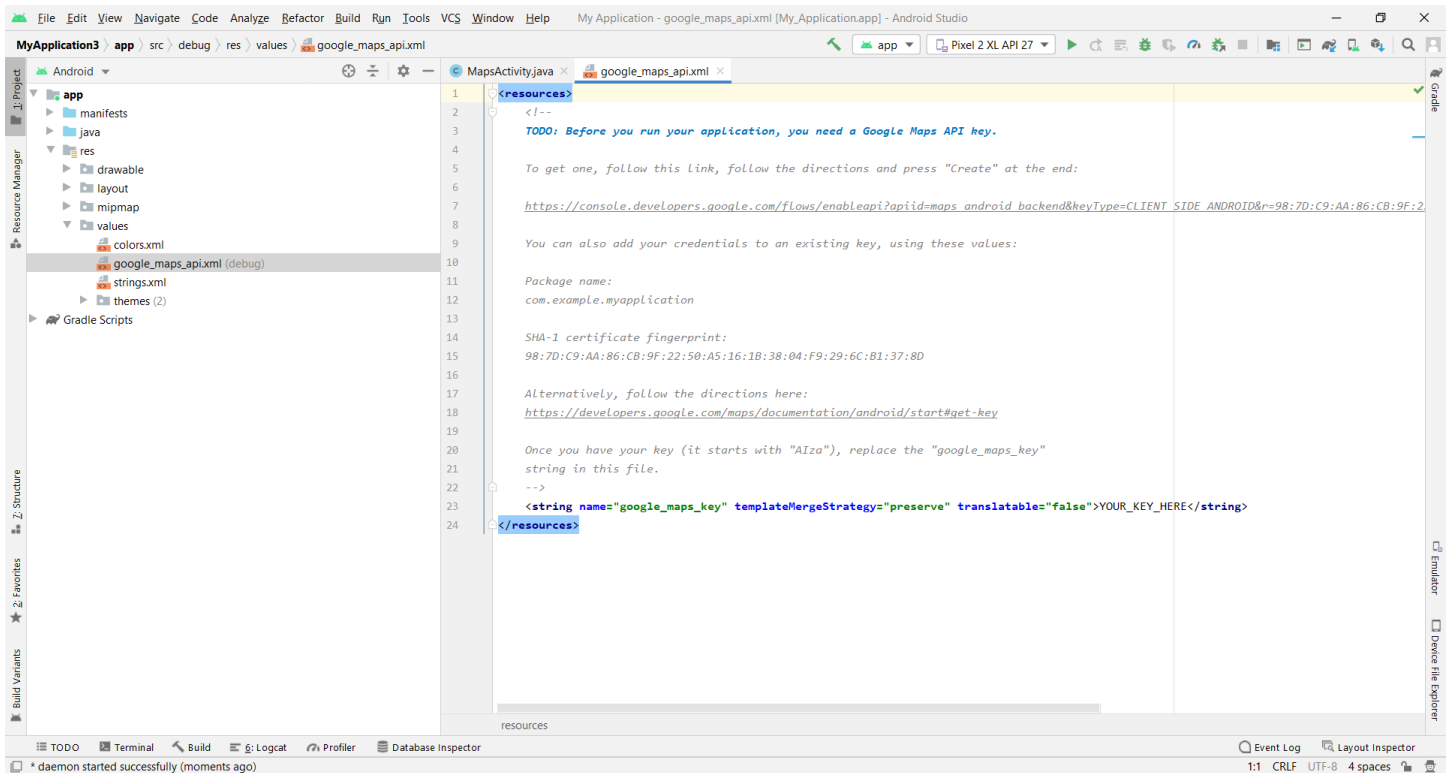 File Edit View Navigate Code Analyze Refactor Build Run Tools VCS Window Help My Application - google_maps_api.xml [My_Application.app] - Android Studio
MyApplication3 app src debug res values google_maps_api.xml app Pixel 2 XL API 27
Android MapsActivity.java google_maps_api.xml
1: Project
Resource Manager
7: Structure
2: Favorites
Build Variants
app
manifests
java
res
drawable
layout
mipmap
values
colors.xml
google_maps_api.xml (debug)
strings.xml
themes (2)
Gradle Scripts
1 <resources>
2 <!--
3 TODO: Before you run your application, you need a Google Maps API key.
4
5 To get one, follow this link, follow the directions and press "Create" at the end:
6
7 https://console.developers.google.com/flows/enableapi?apiid=maps_android_backend&keyType=CLIENT_SIDE_ANDROID&r=98:7D:C9:AA:86:CB:9F:2
8
9 You can also add your credentials to an existing key, using these values:
10
11 Package name:
12 com.example.myapplication
13
14 SHA-1 certificate fingerprint:
15 98:7D:C9:AA:86:CB:9F:22:50:A5:16:1B:38:04:F9:29:6C:B1:37:8D
16
17 Alternatively, follow the directions here:
18 https://developers.google.com/maps/documentation/android/start#get-key
19
20 Once you have your key (it starts with "AIza"), replace the "google_maps_key"
21 string in this file.
22 -->
23 <string name="google_maps_key" templateMergeStrategy="preserve" translatable="false">YOUR_KEY_HERE</string>
24 </resources>
resources
Gradle
Emulator
Device File Explorer
TODO Terminal Build 6: Logcat Profiler Database Inspector Event Log Layout Inspector
* daemon started successfully (moments ago) 1:1 CRLF UTF-8 4 spaces